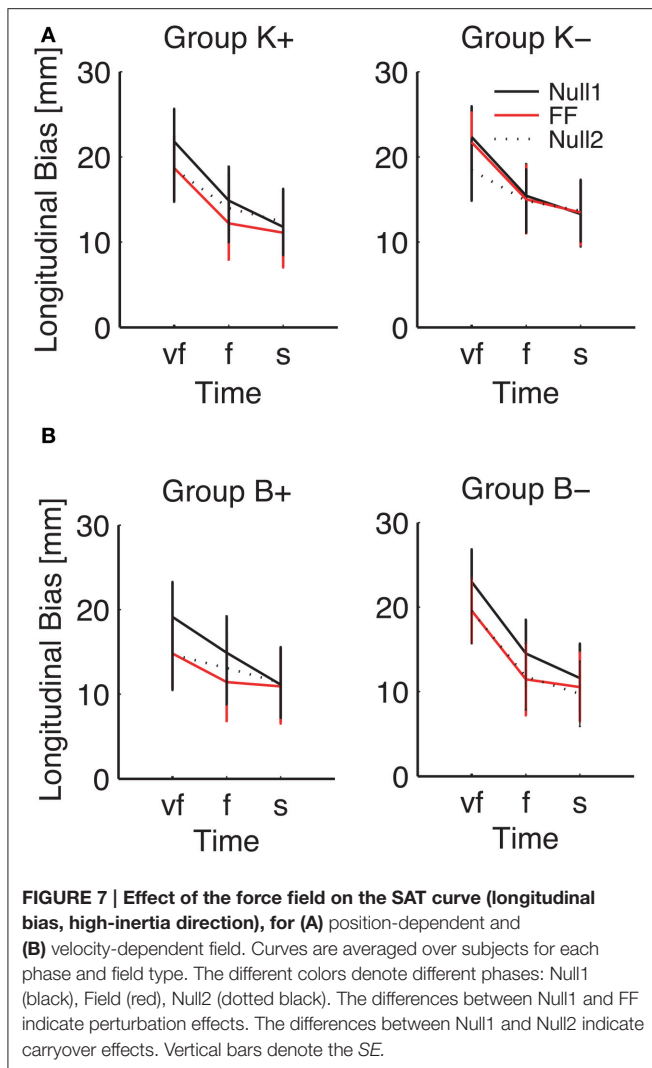 A
Group K+
Group K−
Longitudinal Bias [mm]
30
20
10
0
vf f s
Time
30
20
10
0
vf f s
Time
Null1
FF
Null2
B
Group B+
Group B−
Longitudinal Bias [mm]
30
20
10
0
vf f s
Time
30
20
10
0
vf f s
Time
FIGURE 7 | Effect of the force field on the SAT curve (longitudinal
bias, high-inertia direction), for (A) position-dependent and
(B) velocity-dependent field. Curves are averaged over subjects for each
phase and field type. The different colors denote different phases: Null1
(black), Field (red), Null2 (dotted black). The differences between Null1 and FF
indicate perturbation effects. The differences between Null1 and Null2 indicate
carryover effects. Vertical bars denote the SE.